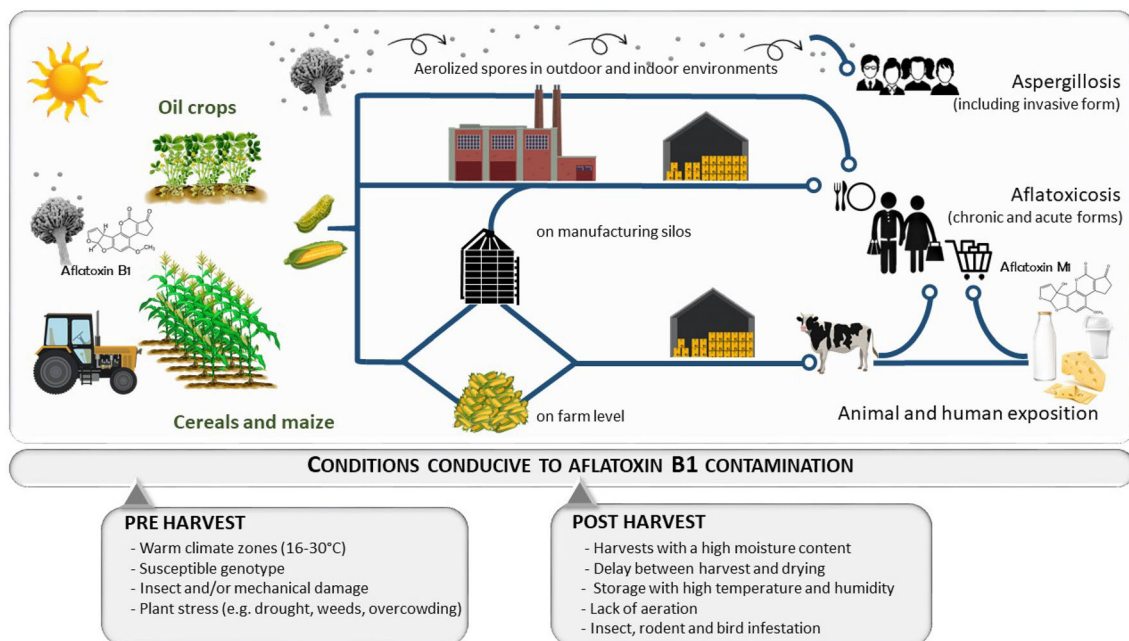 Aerolized spores in outdoor and indoor environments
Aspergillosis
(including invasive form)
Oil crops
Aflatoxicosis
(chronic and acute forms)
on manufacturing silos
Aflatoxin B1
H
H
O
O
O
O
OCH₃
Aflatoxin M1
Cereals and maize
on farm level
Animal and human exposition
CONDITIONS CONDUCIVE TO AFLATOXIN B1 CONTAMINATION
PRE HARVEST
- Warm climate zones (16-30°C)
- Susceptible genotype
- Insect and/or mechanical damage
- Plant stress (e.g. drought, weeds, overcowding)
POST HARVEST
- Harvests with a high moisture content
- Delay between harvest and drying
- Storage with high temperature and humidity
- Lack of aeration
- Insect, rodent and bird infestation